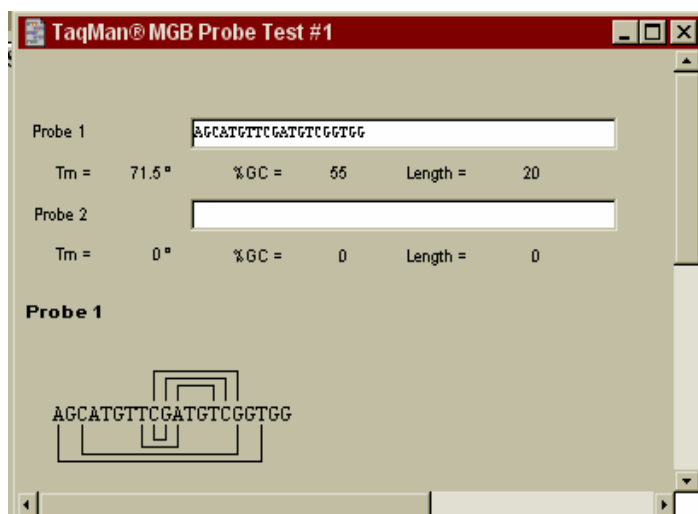 TaqMan® MGB Probe Test #1
Probe 1 AGCATGTTCGATGTCGGTGG
Tm = 71.5° %GC = 55 Length = 20
Probe 2
Tm = 0° %GC = 0 Length = 0
Probe 1
AGCATGTTCGATGTCGGTGG